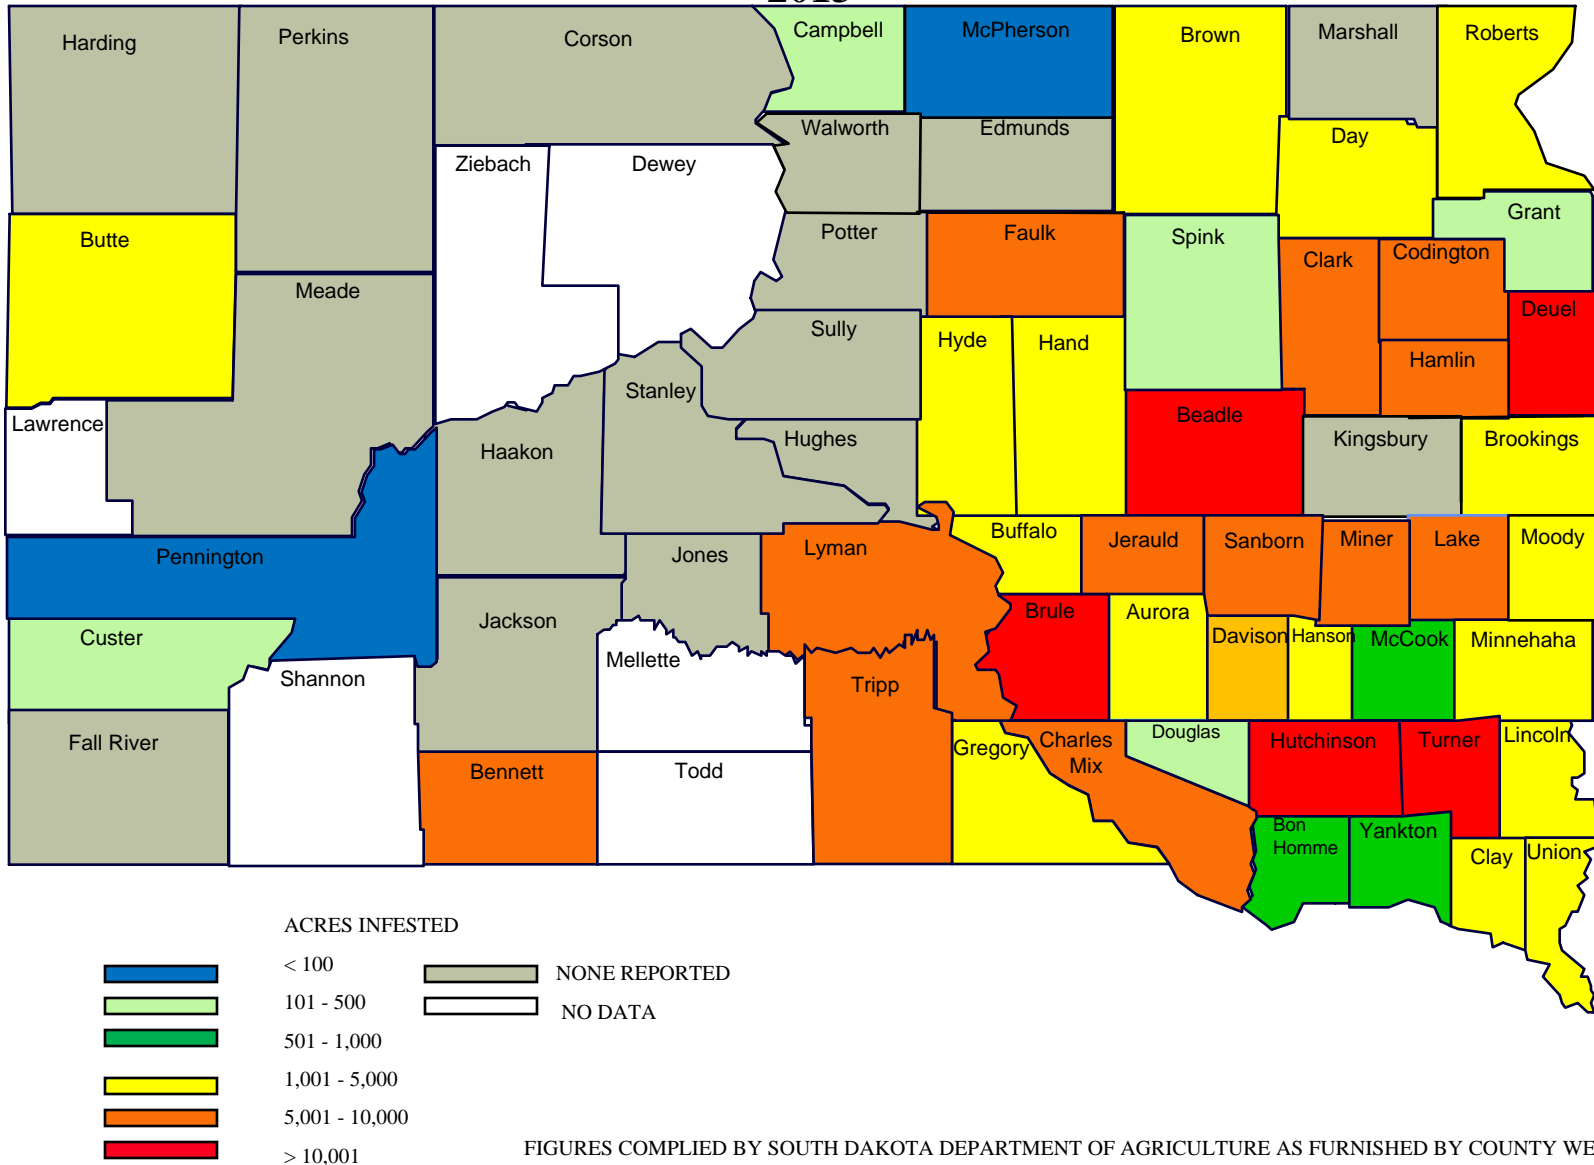 2013
Campbell
McPherson
Brown
Marshall
Roberts
Harding
Perkins
Corson
Walworth
Edmunds
Day
Ziebach
Dewey
Grant
Butte
Potter
Faulk
Spink
Clark
Codington
Meade
Deuel
Sully
Hyde
Hand
Hamlin
Stanley
Lawrence
Beadle
Haakon
Hughes
Kingsbury
Brookings
Pennington
Jones
Lyman
Buffalo
Jerauld
Sanborn
Miner
Lake
Moody
Custer
Jackson
Brule
Aurora
Davison
Hanson
McCook
Minnehaha
Shannon
Mellette
Tripp
Fall River
Bennett
Todd
Gregory
Charles
Mix
Douglas
Hutchinson
Turner
Lincoln
Bon
Homme
Yankton
Clay
Union
ACRES INFESTED
< 100
NONE REPORTED
101 - 500
NO DATA
501 - 1,000
1,001 - 5,000
5,001 - 10,000
> 10,001
FIGURES COMPLIED BY SOUTH DAKOTA DEPARTMENT OF AGRICULTURE AS FURNISHED BY COUNTY WE